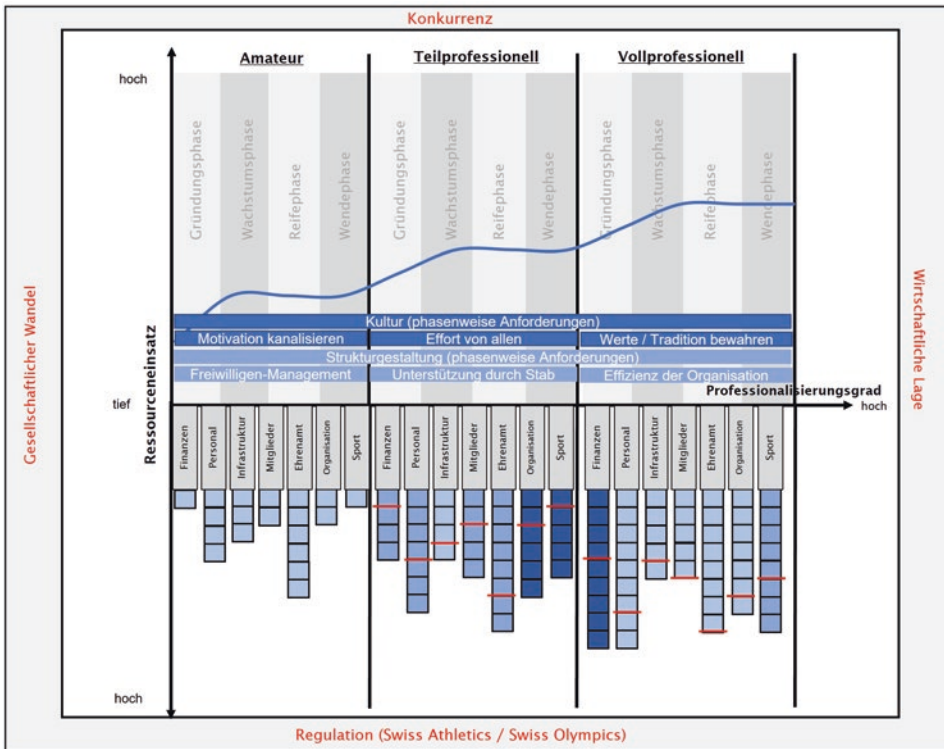 Konkurrenz
Amateur
Teilprofessionell
Vollprofessionell
hoch
Gründungsphase
Wachstumsphase
Reifephase
Wendephase
Gründungsphase
Wachstumsphase
Reifephase
Wendephase
Gründungsphase
Wachstumsphase
Reifephase
Wendephase
Gesellschaftlicher Wandel
Ressourceneinsatz
Wirtschaftliche Lage
Kultur (phasenweise Anforderungen)
Motivation kanalisieren
Effort von allen
Werte / Tradition bewahren
Strukturgestaltung (phasenweise Anforderungen)
Freiwilligen-Management
Unterstützung durch Stab
Effizienz der Organisation
Professionalisierungsgrad
tief
hoch
Finanzen
Personal
Infrastruktur
Mitglieder
Ehrenamt
Organisation
Sport
Finanzen
Personal
Infrastruktur
Mitglieder
Ehrenamt
Organisation
Sport
Finanzen
Personal
Infrastruktur
Mitglieder
Ehrenamt
Organisation
Sport
hoch
Regulation (Swiss Athletics / Swiss Olympics)